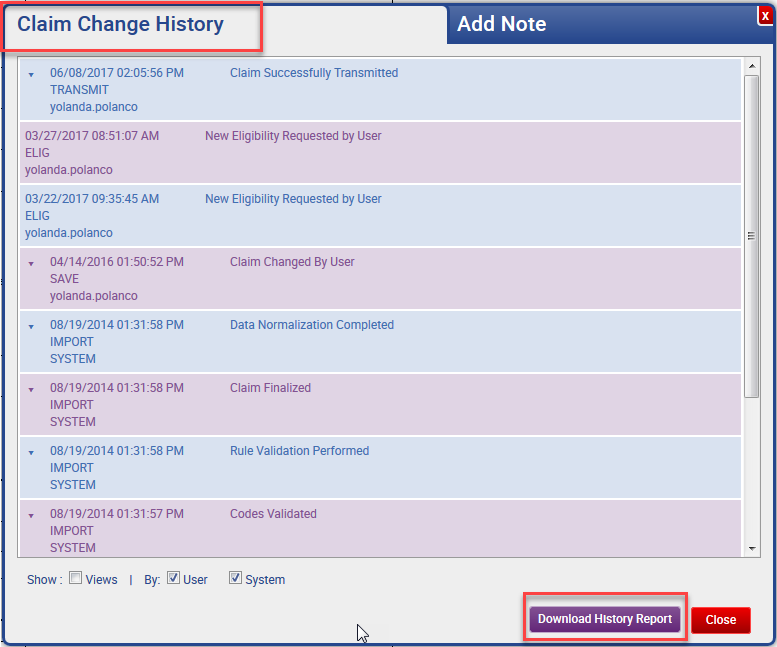 Claim Change History
Add Note
x
06/08/2017 02:05:56 PM Claim Successfully Transmitted
TRANSMIT
yolanda.polanco
03/27/2017 08:51:07 AM New Eligibility Requested by User
ELIG
yolanda.polanco
03/22/2017 09:35:45 AM New Eligibility Requested by User
ELIG
yolanda.polanco
04/14/2016 01:50:52 PM Claim Changed By User
SAVE
yolanda.polanco
08/19/2014 01:31:58 PM Data Normalization Completed
IMPORT
SYSTEM
08/19/2014 01:31:58 PM Claim Finalized
IMPORT
SYSTEM
08/19/2014 01:31:58 PM Rule Validation Performed
IMPORT
SYSTEM
08/19/2014 01:31:57 PM Codes Validated
IMPORT
SYSTEM
Show : Views | By: User System
Download History Report Close